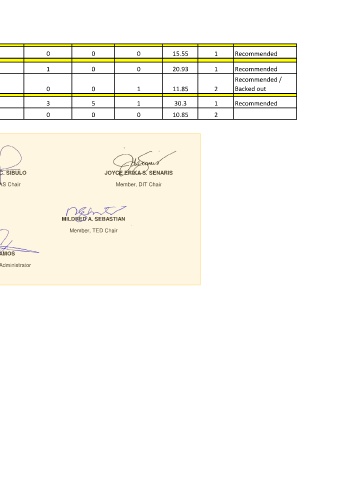 0 0 0 15.55 1 Recommended
1 0 0 20.93 1 Recommended
Recommended /
0 0 1 11.85 2 Backed out
3 5 1 30.3 1 Recommended
0 0 0 10.85 2
C. SIBULO JOYCE ERIKA S. SENARIS
AS Chair Member, DIT Chair
MILDRED A. SEBASTIAN
Member, TED Chair
AMOS
Administrator